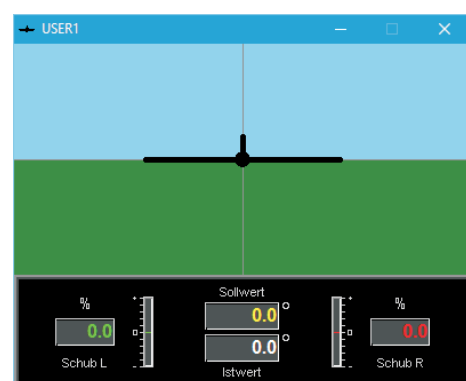 USER1
Sollwert
% 0.0 ° %
0.0 0.0 ° 0.0
Schub L Istwert Schub R